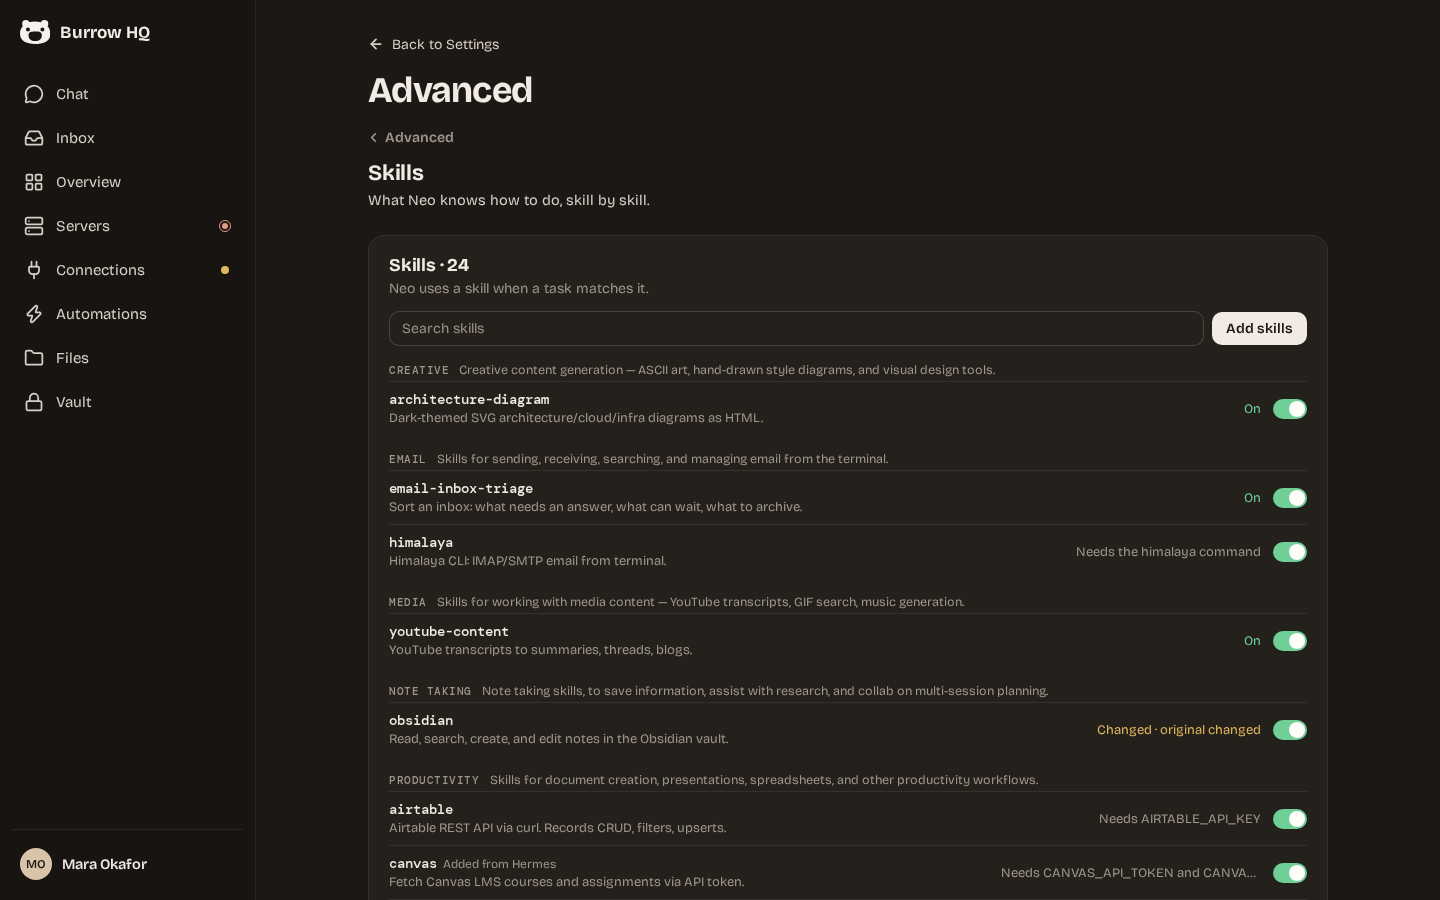 Burrow HQ
Chat
Inbox
Overview
Servers
Connections
Automations
Files
Vault
MO
Mara Okafor
Back to Settings
Advanced
Advanced
Skills
What Neo knows how to do, skill by skill.
Skills · 24
Neo uses a skill when a task matches it.
Search skills
Add skills
CREATIVE Creative content generation — ASCII art, hand-drawn style diagrams, and visual design tools.
architecture-diagram
Dark-themed SVG architecture/cloud/infra diagrams as HTML.
On
EMAIL Skills for sending, receiving, searching, and managing email from the terminal.
email-inbox-triage
Sort an inbox: what needs an answer, what can wait, what to archive.
On
himalaya
Himalaya CLI: IMAP/SMTP email from terminal.
Needs the himalaya command
MEDIA Skills for working with media content — YouTube transcripts, GIF search, music generation.
youtube-content
YouTube transcripts to summaries, threads, blogs.
On
NOTE TAKING Note taking skills, to save information, assist with research, and collab on multi-session planning.
obsidian
Read, search, create, and edit notes in the Obsidian vault.
Changed · original changed
PRODUCTIVITY Skills for document creation, presentations, spreadsheets, and other productivity workflows.
airtable
Airtable REST API via curl. Records CRUD, filters, upserts.
Needs AIRTABLE_API_KEY
canvas Added from Hermes
Fetch Canvas LMS courses and assignments via API token.
Needs CANVAS_API_TOKEN and CANVA...